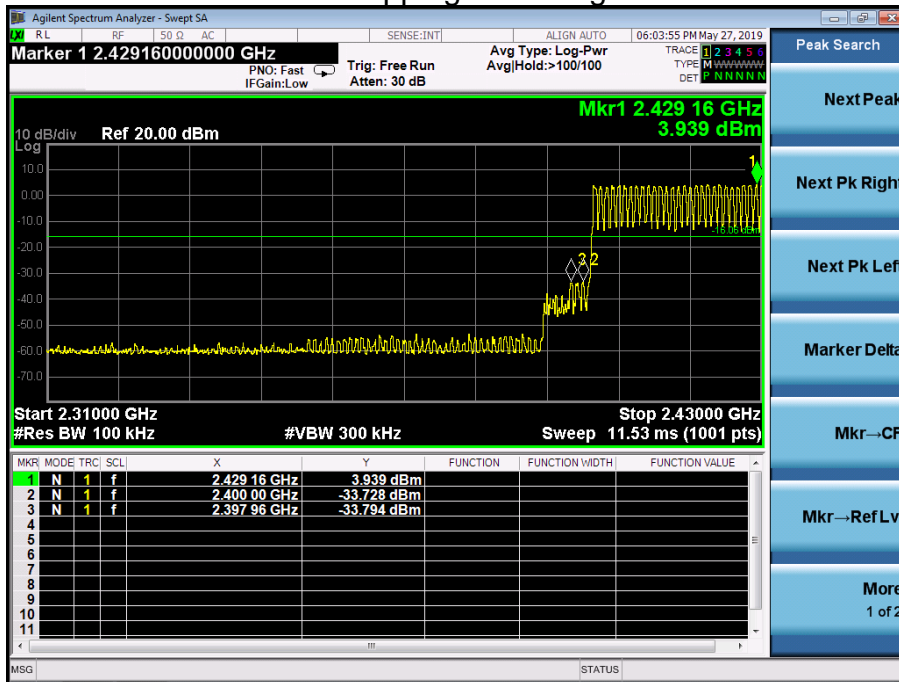 Agilent Spectrum Analyzer - Swept SA
LXI RL RF 50 Ω AC SENSE:INT ALIGN AUTO 06:03:55 PM May 27, 2019
Marker 1 2.429160000000 GHz
PNO: Fast
IFGain:Low
Trig: Free Run
Atten: 30 dB
Avg Type: Log-Pwr
Avg|Hold:>100/100
TRACE 1 2 3 4 5 6
TYPE M WWWWW
DET P N N N N N
Mkr1 2.429 16 GHz
3.939 dBm
10 dB/div Ref 20.00 dBm
Log
10.0
0.00
-10.0
-20.0
-30.0
-40.0
-50.0
-60.0
-70.0
1
3 2
Start 2.31000 GHz Stop 2.43000 GHz
#Res BW 100 kHz #VBW 300 kHz Sweep 11.53 ms (1001 pts)
MKR MODE TRC SCL X Y FUNCTION FUNCTION WIDTH FUNCTION VALUE
1 N 1 f 2.429 16 GHz 3.939 dBm
2 N 1 f 2.400 00 GHz -33.728 dBm
3 N 1 f 2.397 96 GHz -33.794 dBm
4
5
6
7
8
9
10
11
MSG STATUS
Peak Search
Next Peak
Next Pk Right
Next Pk Left
Marker Delta
Mkr→CF
Mkr→Ref Lv
More
1 of 2